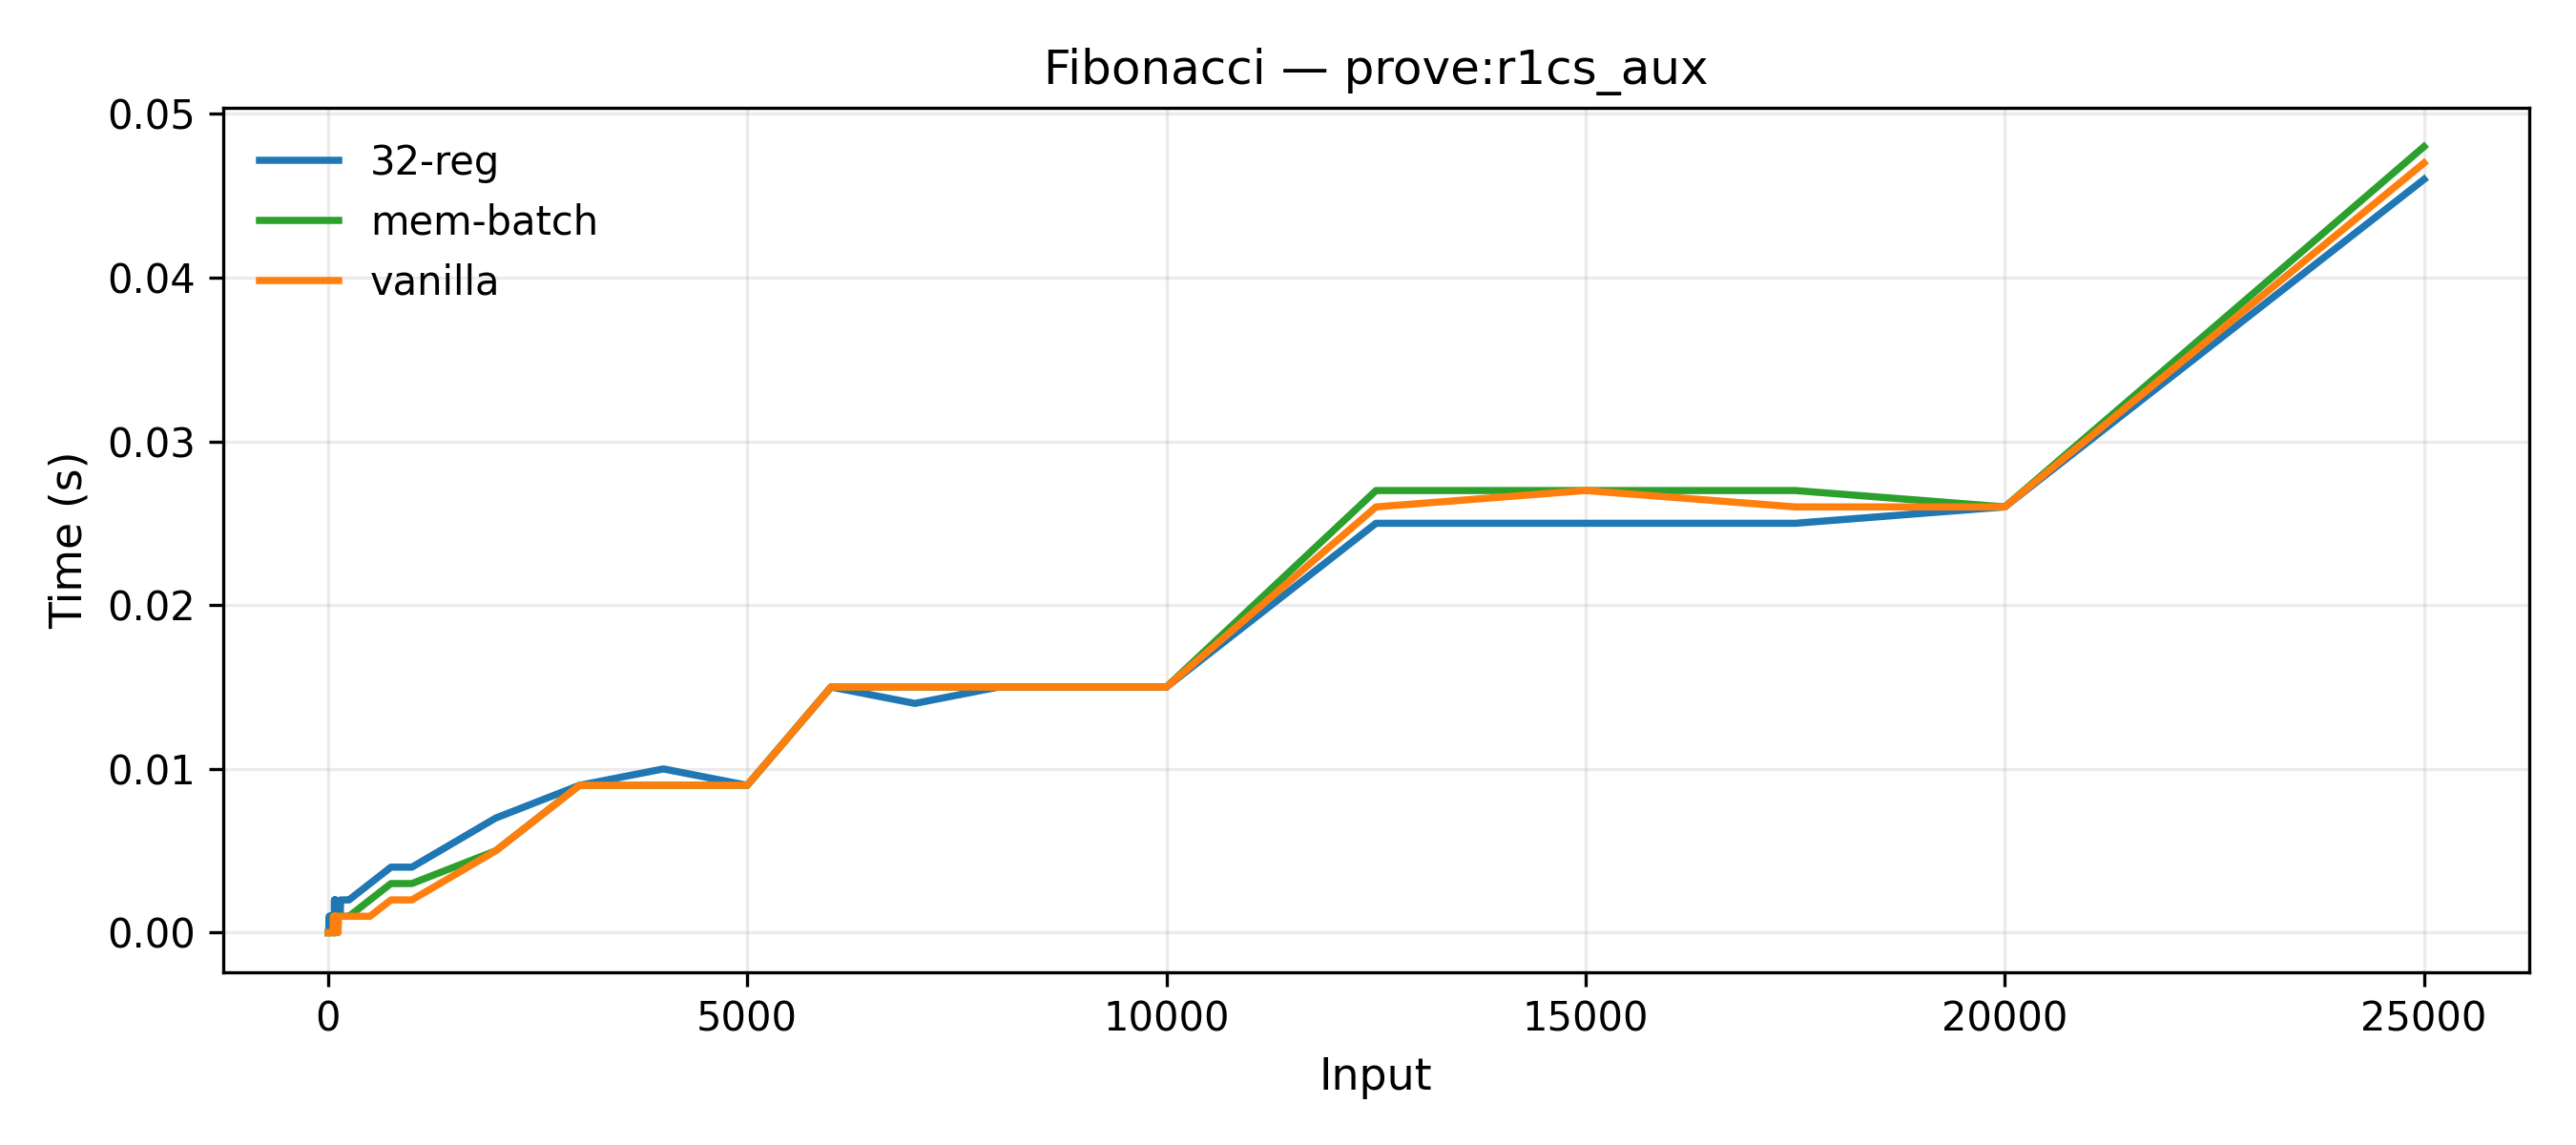 Fibonacci — prove:r1cs_aux
0.05
0.04
0.03
0.02
0.01
0.00
Time (s)
32-reg
mem-batch
vanilla
0 5000 10000 15000 20000 25000
Input